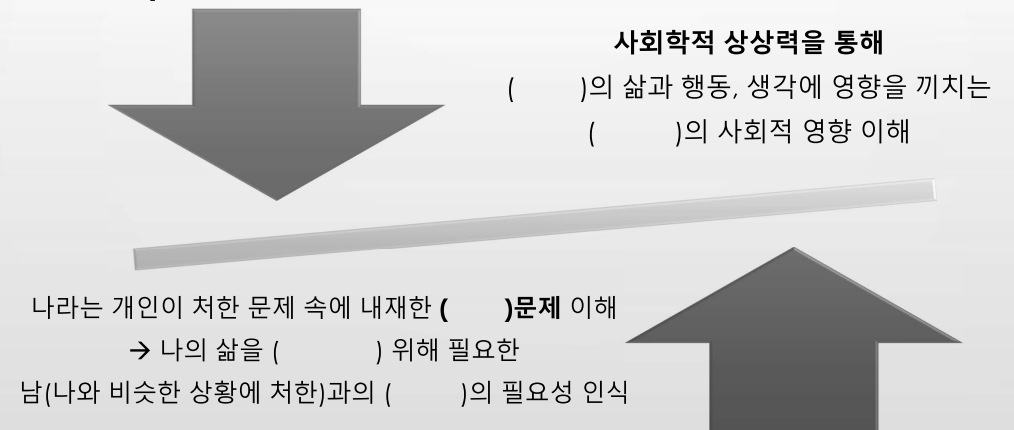 사회학적 상상력을 통해
( )의 삶과 행동, 생각에 영향을 끼치는
( )의 사회적 영향 이해
나라는 개인이 처한 문제 속에 내재한 ( )문제 이해
→ 나의 삶을 ( ) 위해 필요한
남(나와 비슷한 상황에 처한)과의 ( )의 필요성 인식